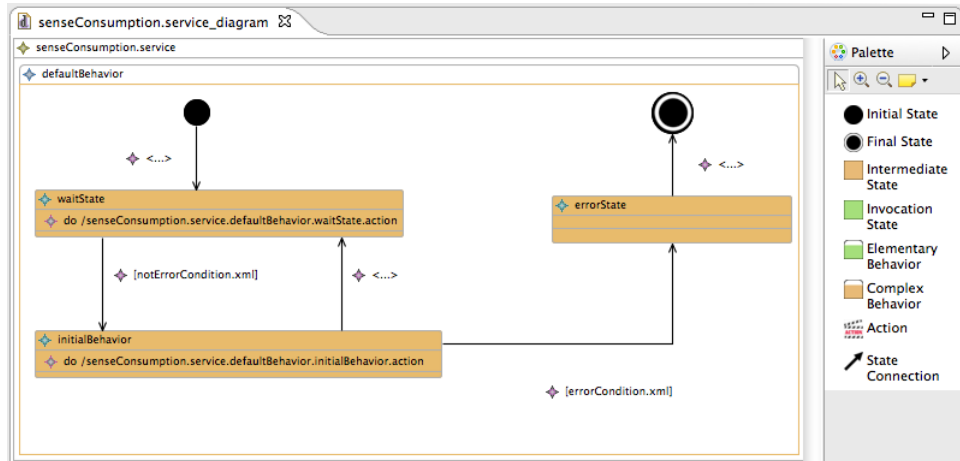 senseConsumption.service_diagram
senseConsumption.service
defaultBehavior
<...>
<...>
waitState
do /senseConsumption.service.defaultBehavior.waitState.action
errorState
[notErrorCondition.xml]
<...>
initialBehavior
do /senseConsumption.service.defaultBehavior.initialBehavior.action
[errorCondition.xml]
Palette
Initial State
Final State
Intermediate
State
Invocation
State
Elementary
Behavior
Complex
Behavior
Action
State
Connection